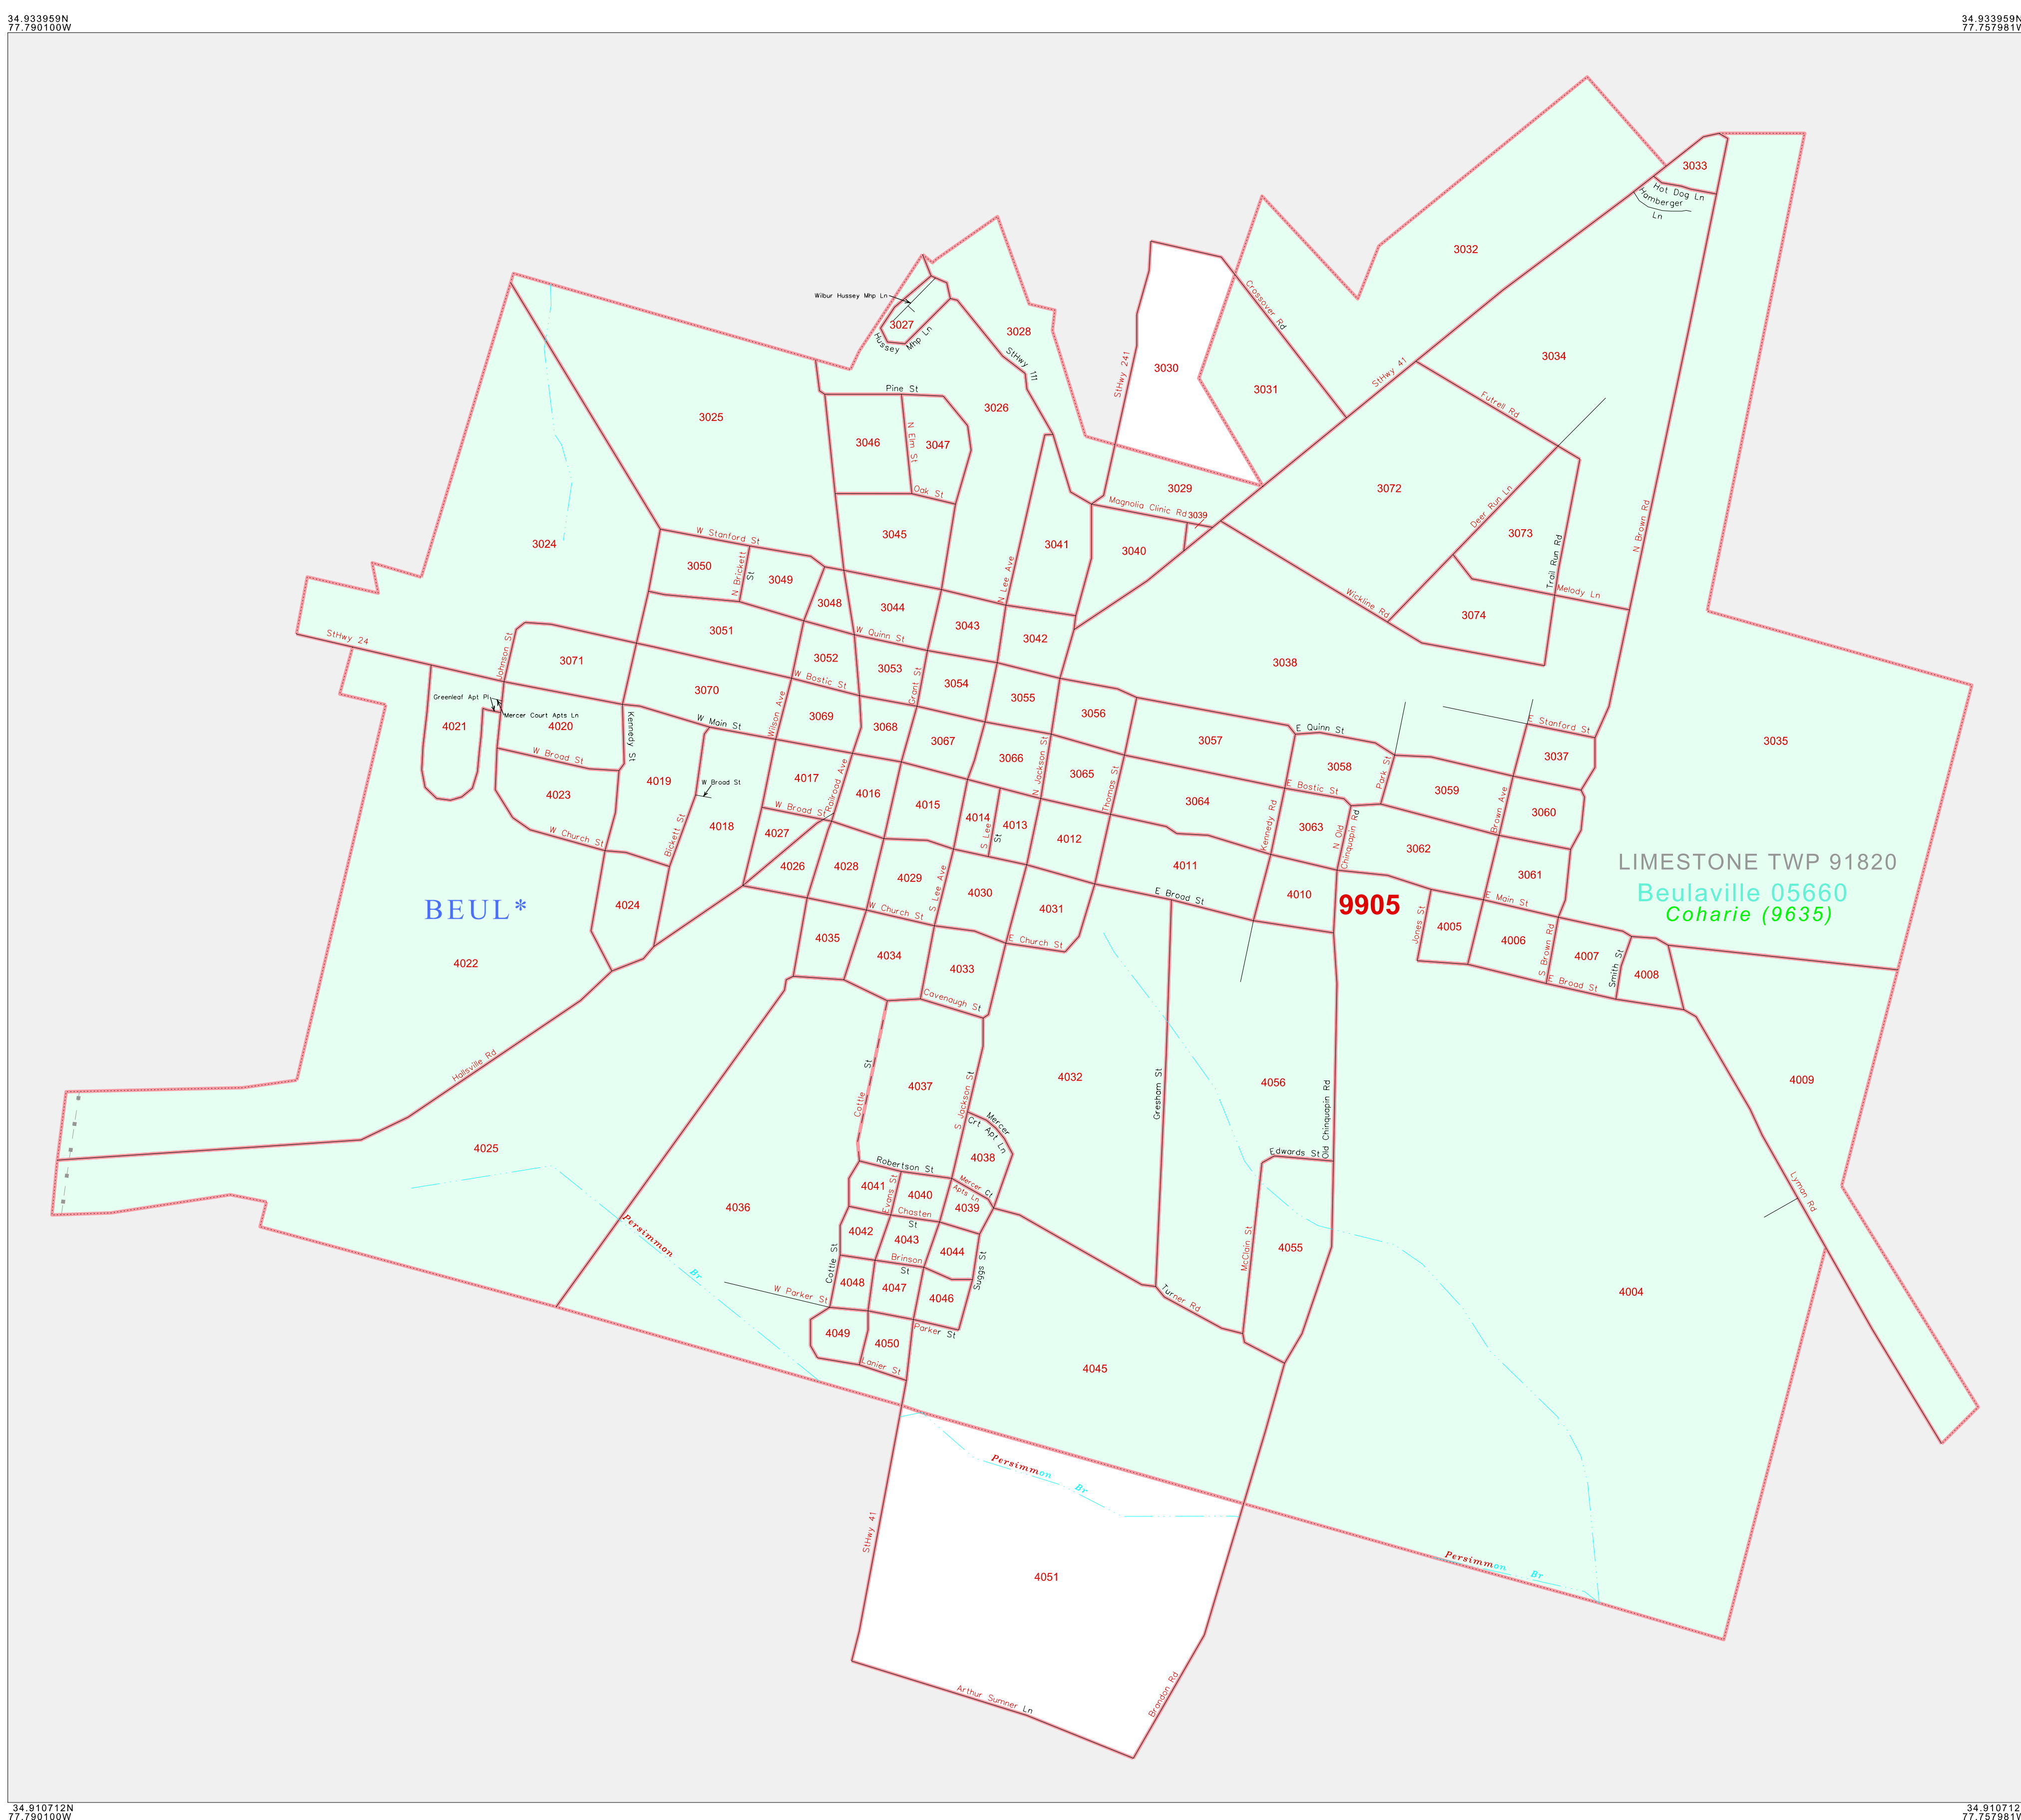 34.933959N
77.790100W
34.933959N
77.757981W
3033
Hot Dog Ln
Hamberger
Ln
3032
Crossover Rd
Wilbur Hussey Mhp Ln
3027
Hussey Mhp Ln
3028
StHwy 111
StHwy 241
3030
3031
StHwy 41
3034
Futrell Rd
Pine St
3025
3026
3046
N Elm St
3047
Oak St
3029
Magnolia Clinic Rd
3039
3072
Deer Run Ln
3073
N Brown Rd
Trail Run Rd
3024
W Stanford St
3045
3041
3040
N Lee Ave
3050
N Brickett
St
3049
3048
3044
Melody Ln
Wickline Rd
3074
StHwy 24
3051
W Quinn St
3043
3042
Johnson St
3071
3052
3053
3038
W Bostic St
Grant St
3054
3055
3070
Greenleaf Apt Pl
Mercer Court Apts Ln
4021
4020
Kennedy St
W Main St
Wilson Ave
3069
3068
3067
3056
3057
E Quinn St
E Stanford St
3035
3037
W Broad St
4019
W Broad St
4017
Railroad Ave
4016
3066
N Jackson St
3065
Thomas St
3058
Park St
E Bostic St
3059
4023
4018
W Broad St
4015
4014
S Lee
St
4013
3064
Brown Ave
3060
W Church St
Bickett St
4027
4012
Kennedy Rd
3063
N Old
Chinquapin Rd
3062
4026
4028
4029
S Lee Ave
4030
4011
4010
3061
LIMESTONE TWP 91820
Beulaville 05660
Coharie (9635)
BEUL*
4024
W Church St
4031
E Broad St
9905
E Main St
4022
4035
4034
E Church St
Jones St
4005
4006
S Brown Rd
4007
Smith St
4008
4033
Cavenaugh St
E Broad St
Hallsville Rd
Cottle St
4037
4032
Gresham St
4056
Old Chinquapin Rd
4009
S Jackson St
Mercer
Crt Apt Ln
4025
4038
Edwards St
Robertson St
4041
Evans St
4040
Mercer Ct
Apts Ln
4039
Lyman Rd
4036
Chasten
St
Persimmon Br
4042
4043
4044
McClain St
4055
Brinson
St
Cottle St
Suggs St
W Parker St
4048
4047
4046
Turner Rd
4004
4049
4050
Parker St
Lanier St
4045
Persimmon Br
StHwy 41
Persimmon Br
4051
Arthur Sumner Ln
Brandon Rd
34.910712N
77.790100W
34.910712
77.757981W